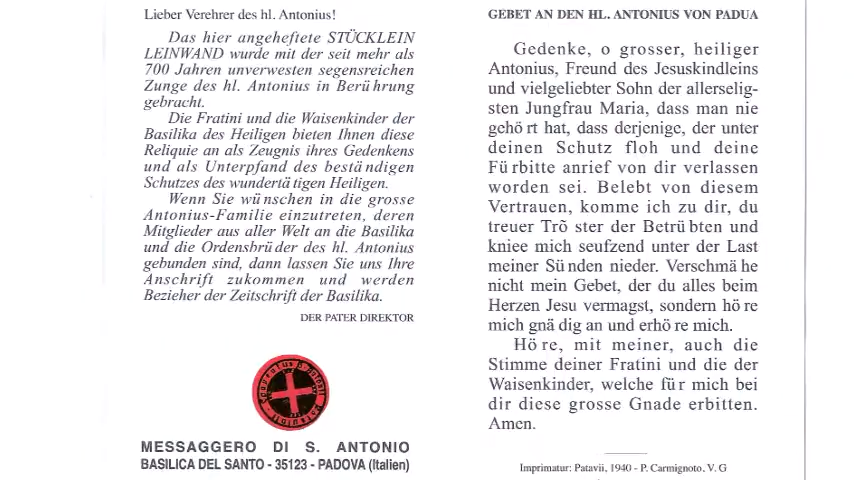 Lieber Verehrer des hl. Antonius!
Das hier angeheftete STÜCKLEIN
LEINWAND wurde mit der seit mehr als
700 Jahren unverwesten segensreichen
Zunge des hl. Antonius in Berührung
gebracht.
Die Fratini und die Waisenkinder der
Basilika des Heiligen bieten Ihnen diese
Reliquie an als Zeugnis ihres Gedenkens
und als Unterpfand des beständigen
Schutzes des wundertätigen Heiligen.
Wenn Sie wünschen in die grosse
Antonius-Familie einzutreten, deren
Mitglieder aus aller Welt an die Basilika
und die Ordensbrüder des hl. Antonius
gebunden sind, dann lassen Sie uns Ihre
Anschrift zukommen und werden
Bezieher der Zeitschrift der Basilika.
DER PATER DIREKTOR
MESSAGGERO DI S. ANTONIO
BASILICA DEL SANTO - 35123 - PADOVA (Italien)
GEBET AN DEN HL. ANTONIUS VON PADUA
Gedenke, o grosser, heiliger
Antonius, Freund des Jesuskindleins
und vielgeliebter Sohn der allerselig-
sten Jungfrau Maria, dass man nie
gehört hat, dass derjenige, der unter
deinen Schutz floh und deine
Fürbitte anrief von dir verlassen
worden sei. Belebt von diesem
Vertrauen, komme ich zu dir, du
treuer Trõster der Betrübten und
kniee mich seufzend unter der Last
meiner Sünden nieder. Verschmähe
nicht mein Gebet, der du alles beim
Herzen Jesu vermagst, sondern höre
mich gnädig an und erhöre mich.
Höre, mit meiner, auch die
Stimme deiner Fratini und die der
Waisenkinder, welche für mich bei
dir diese grosse Gnade erbitten.
Amen.
Imprimatur: Patavii, 1940 - P. Carmignoto, V. G